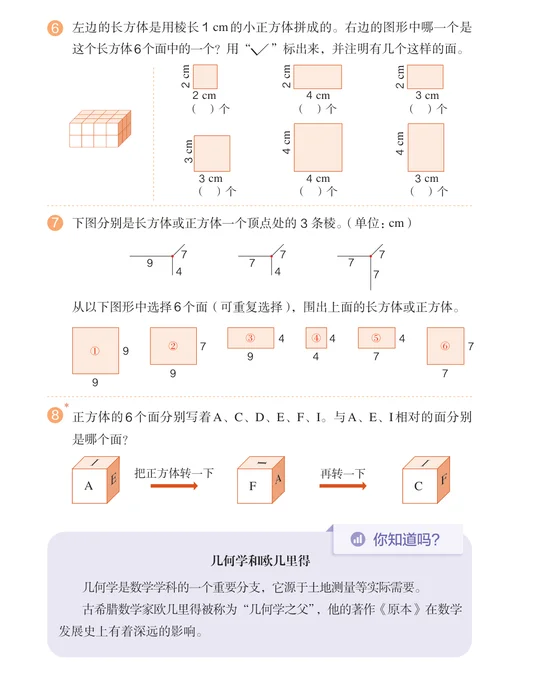 6 左边的长方体是用棱长 1 cm 的小正方体拼成的。右边的图形中哪一个是
这个长方体 6 个面中的一个？用“✓”标出来，并注明有几个这样的面。
2 cm 2 cm 2 cm
2 cm 4 cm 3 cm
（ ）个 （ ）个 （ ）个
3 cm 4 cm 4 cm
3 cm 4 cm 3 cm
（ ）个 （ ）个 （ ）个
7 下图分别是长方体或正方体一个顶点处的 3 条棱。（单位：cm）
9 7 4 7 7 4 7 7 7
从以下图形中选择 6 个面（可重复选择），围出上面的长方体或正方体。
① 9 ② 7 ③ 4 ④ 4 ⑤ 4 ⑥ 7
9 9 9 4 7 7
8* 正方体的 6 个面分别写着 A、C、D、E、F、I。与 A、E、I 相对的面分别
是哪个面？
I A E 把正方体转一下 I F A 再转一下 I C F
你知道吗？
几何学和欧几里得
几何学是数学学科的一个重要分支，它源于土地测量等实际需要。
古希腊数学家欧几里得被称为“几何学之父”，他的著作《原本》在数学
发展史上有着深远的影响。